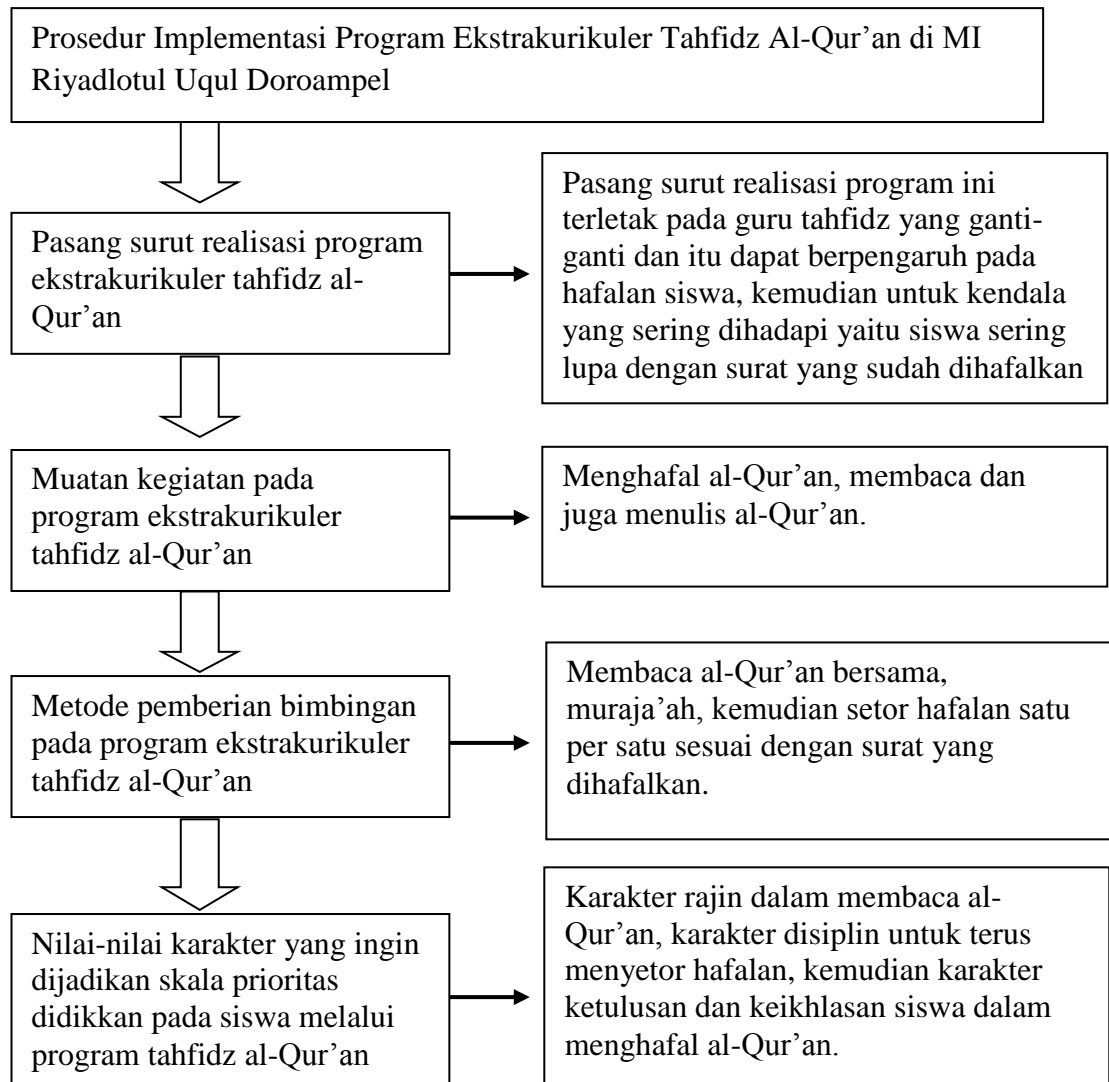 Prosedur Implementasi Program Ekstrakurikuler Tahfidz Al-Qur’an di MI
Riyadlotul Uqul Doroampel
Pasang surut realisasi program
ekstrakurikuler tahfidz al-
Qur’an
Pasang surut realisasi program ini
terletak pada guru tahfidz yang ganti-
ganti dan itu dapat berpengaruh pada
hafalan siswa, kemudian untuk kendala
yang sering dihadapi yaitu siswa sering
lupa dengan surat yang sudah dihafalkan
Muatan kegiatan pada
program ekstrakurikuler
tahfidz al-Qur’an
Menghafal al-Qur’an, membaca dan
juga menulis al-Qur’an.
Metode pemberian bimbingan
pada program ekstrakurikuler
tahfidz al-Qur’an
Membaca al-Qur’an bersama,
muraja’ah, kemudian setor hafalan satu
per satu sesuai dengan surat yang
dihafalkan.
Nilai-nilai karakter yang ingin
dijadikan skala prioritas
didikkan pada siswa melalui
program tahfidz al-Qur’an
Karakter rajin dalam membaca al-
Qur’an, karakter disiplin untuk terus
menyetor hafalan, kemudian karakter
ketulusan dan keikhlasan siswa dalam
menghafal al-Qur’an.